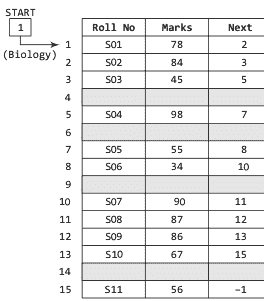 START
Roll No Marks Next
1
1 S01 78 2
(Biology)
2 S02 84 3
3 S03 45 5
4
5 S04 98 7
6
7 S05 55 8
8 S06 34 10
9
10 S07 90 11
11 S08 87 12
12 S09 86 13
13 S10 67 15
14
15 S11 56 –1